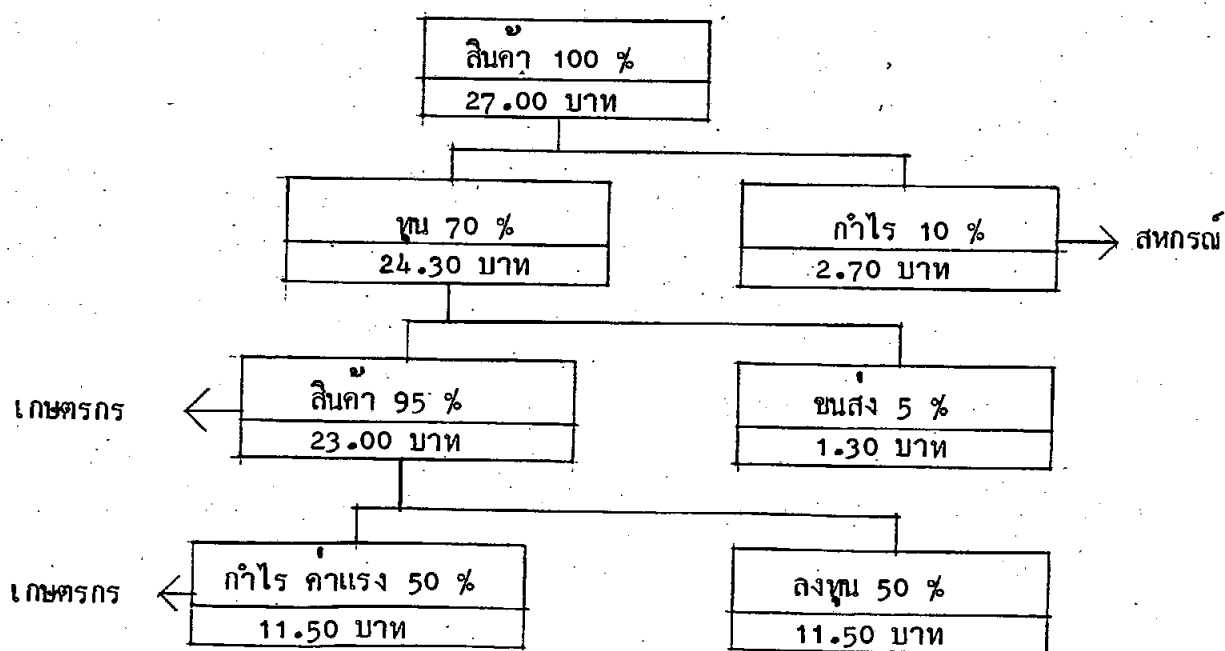 สินค้า 100 %
27.00 บาท
ทุน 70 %
24.30 บาท
กำไร 10 %
2.70 บาท
สหกรณ์
เกษตรกร
สินค้า 95 %
23.00 บาท
ขนส่ง 5 %
1.30 บาท
เกษตรกร
กำไร ค่าแรง 50 %
11.50 บาท
ลงทุน 50 %
11.50 บาท